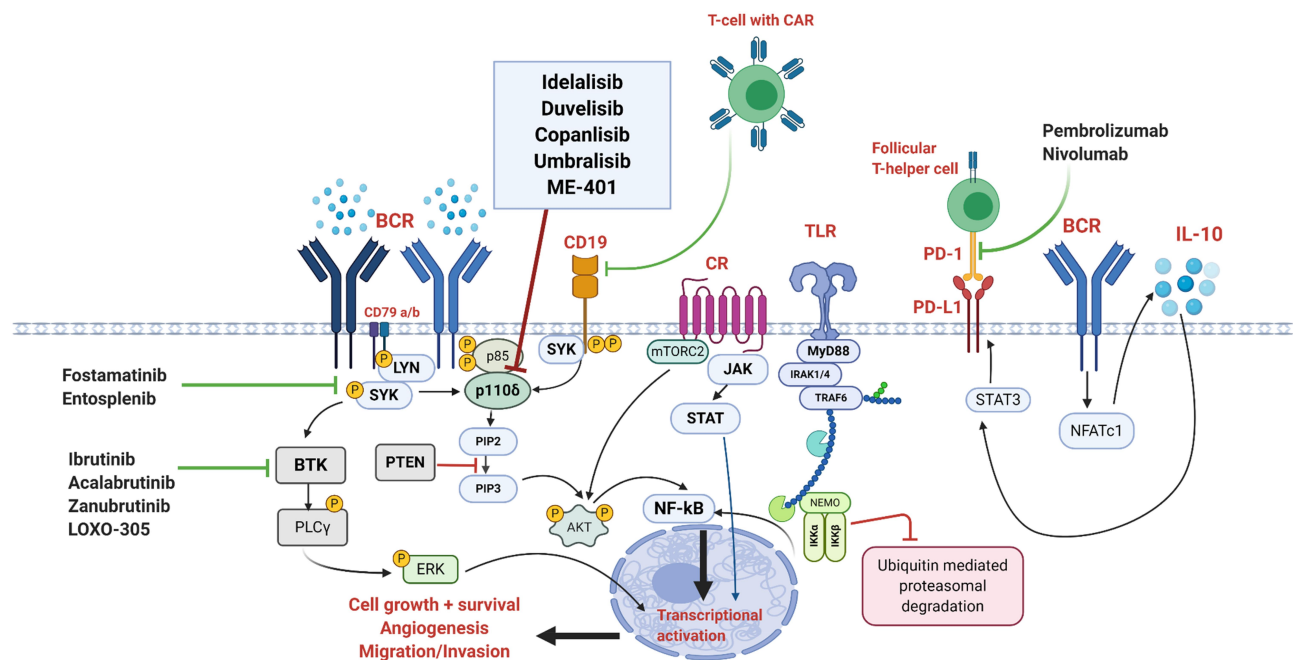 T-cell with CAR
Idelalisib
Duvelisib
Copanlisib
Umbralisib
ME-401
Follicular
T-helper cell
Pembrolizumab
Nivolumab
BCR
CD19
CR
TLR
PD-1
PD-L1
BCR
IL-10
CD79 a/b
P
LYN
P
SYK
P
P
p85
p110δ
SYK
P
P
mTORC2
JAK
STAT
MyD88
IRAK1/4
TRAF6
STAT3
NFATc1
Fostamatinib
Entosplenib
Ibrutinib
Acalabrutinib
Zanubrutinib
LOXO-305
BTK
P
PLCγ
PTEN
PIP2
PIP3
P
P
AKT
NF-kB
NEMO
IKKα
IKKβ
Ubiquitin mediated
proteasomal
degradation
P
ERK
Cell growth + survival
Angiogenesis
Migration/Invasion
Transcriptional
activation